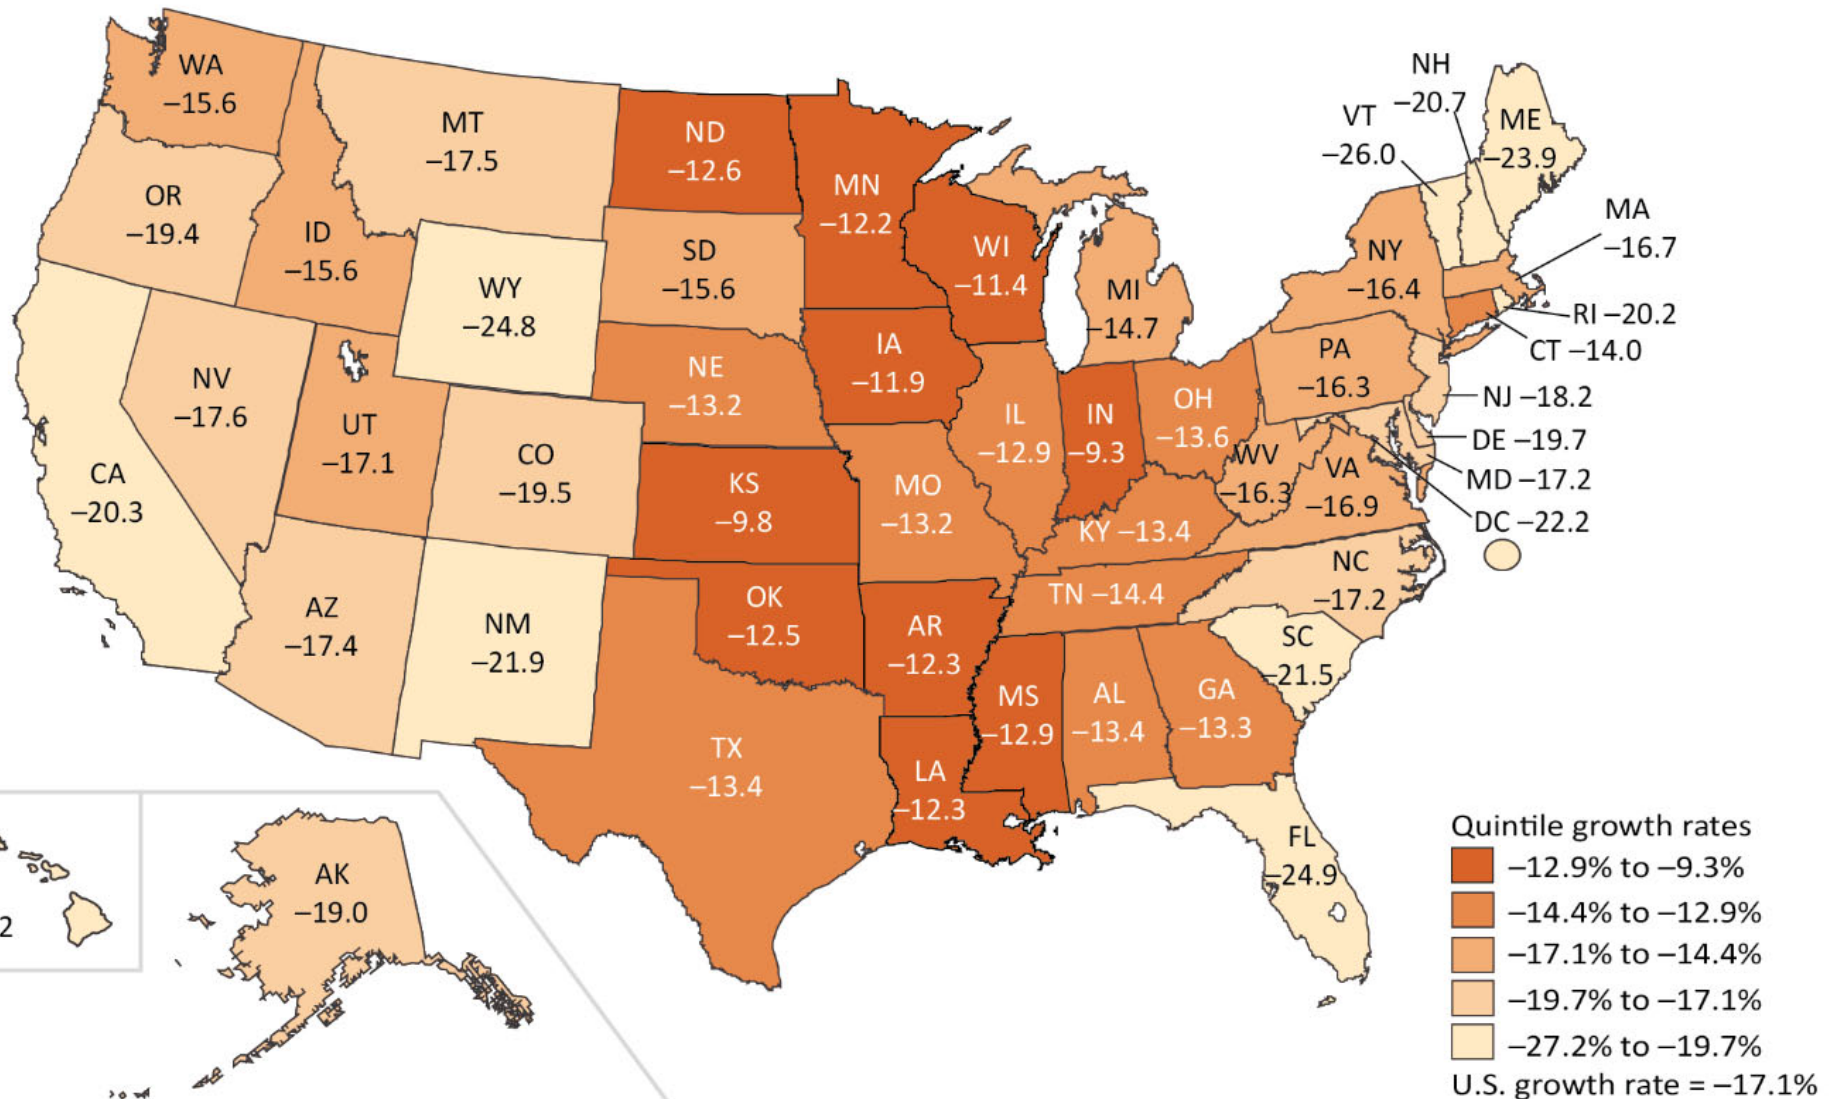 WA
–15.6
MT
–17.5
ND
–12.6
MN
–12.2
OR
–19.4
ID
–15.6
SD
–15.6
WI
–11.4
WY
–24.8
MI
–14.7
NH
–20.7
VT
–26.0
ME
–23.9
MA
–16.7
NY
–16.4
RI –20.2
CT –14.0
NV
–17.6
UT
–17.1
NE
–13.2
IA
–11.9
PA
–16.3
NJ –18.2
DE –19.7
MD –17.2
DC –22.2
CA
–20.3
CO
–19.5
KS
–9.8
MO
–13.2
IL
–12.9
IN
–9.3
OH
–13.6
WV
–16.3
VA
–16.9
KY –13.4
AZ
–17.4
NM
–21.9
OK
–12.5
AR
–12.3
TN –14.4
NC
–17.2
SC
–21.5
TX
–13.4
LA
–12.3
MS
–12.9
AL
–13.4
GA
–13.3
FL
–24.9
AK
–19.0
2
Quintile growth rates
–12.9% to –9.3%
–14.4% to –12.9%
–17.1% to –14.4%
–19.7% to –17.1%
–27.2% to –19.7%
U.S. growth rate = –17.1%